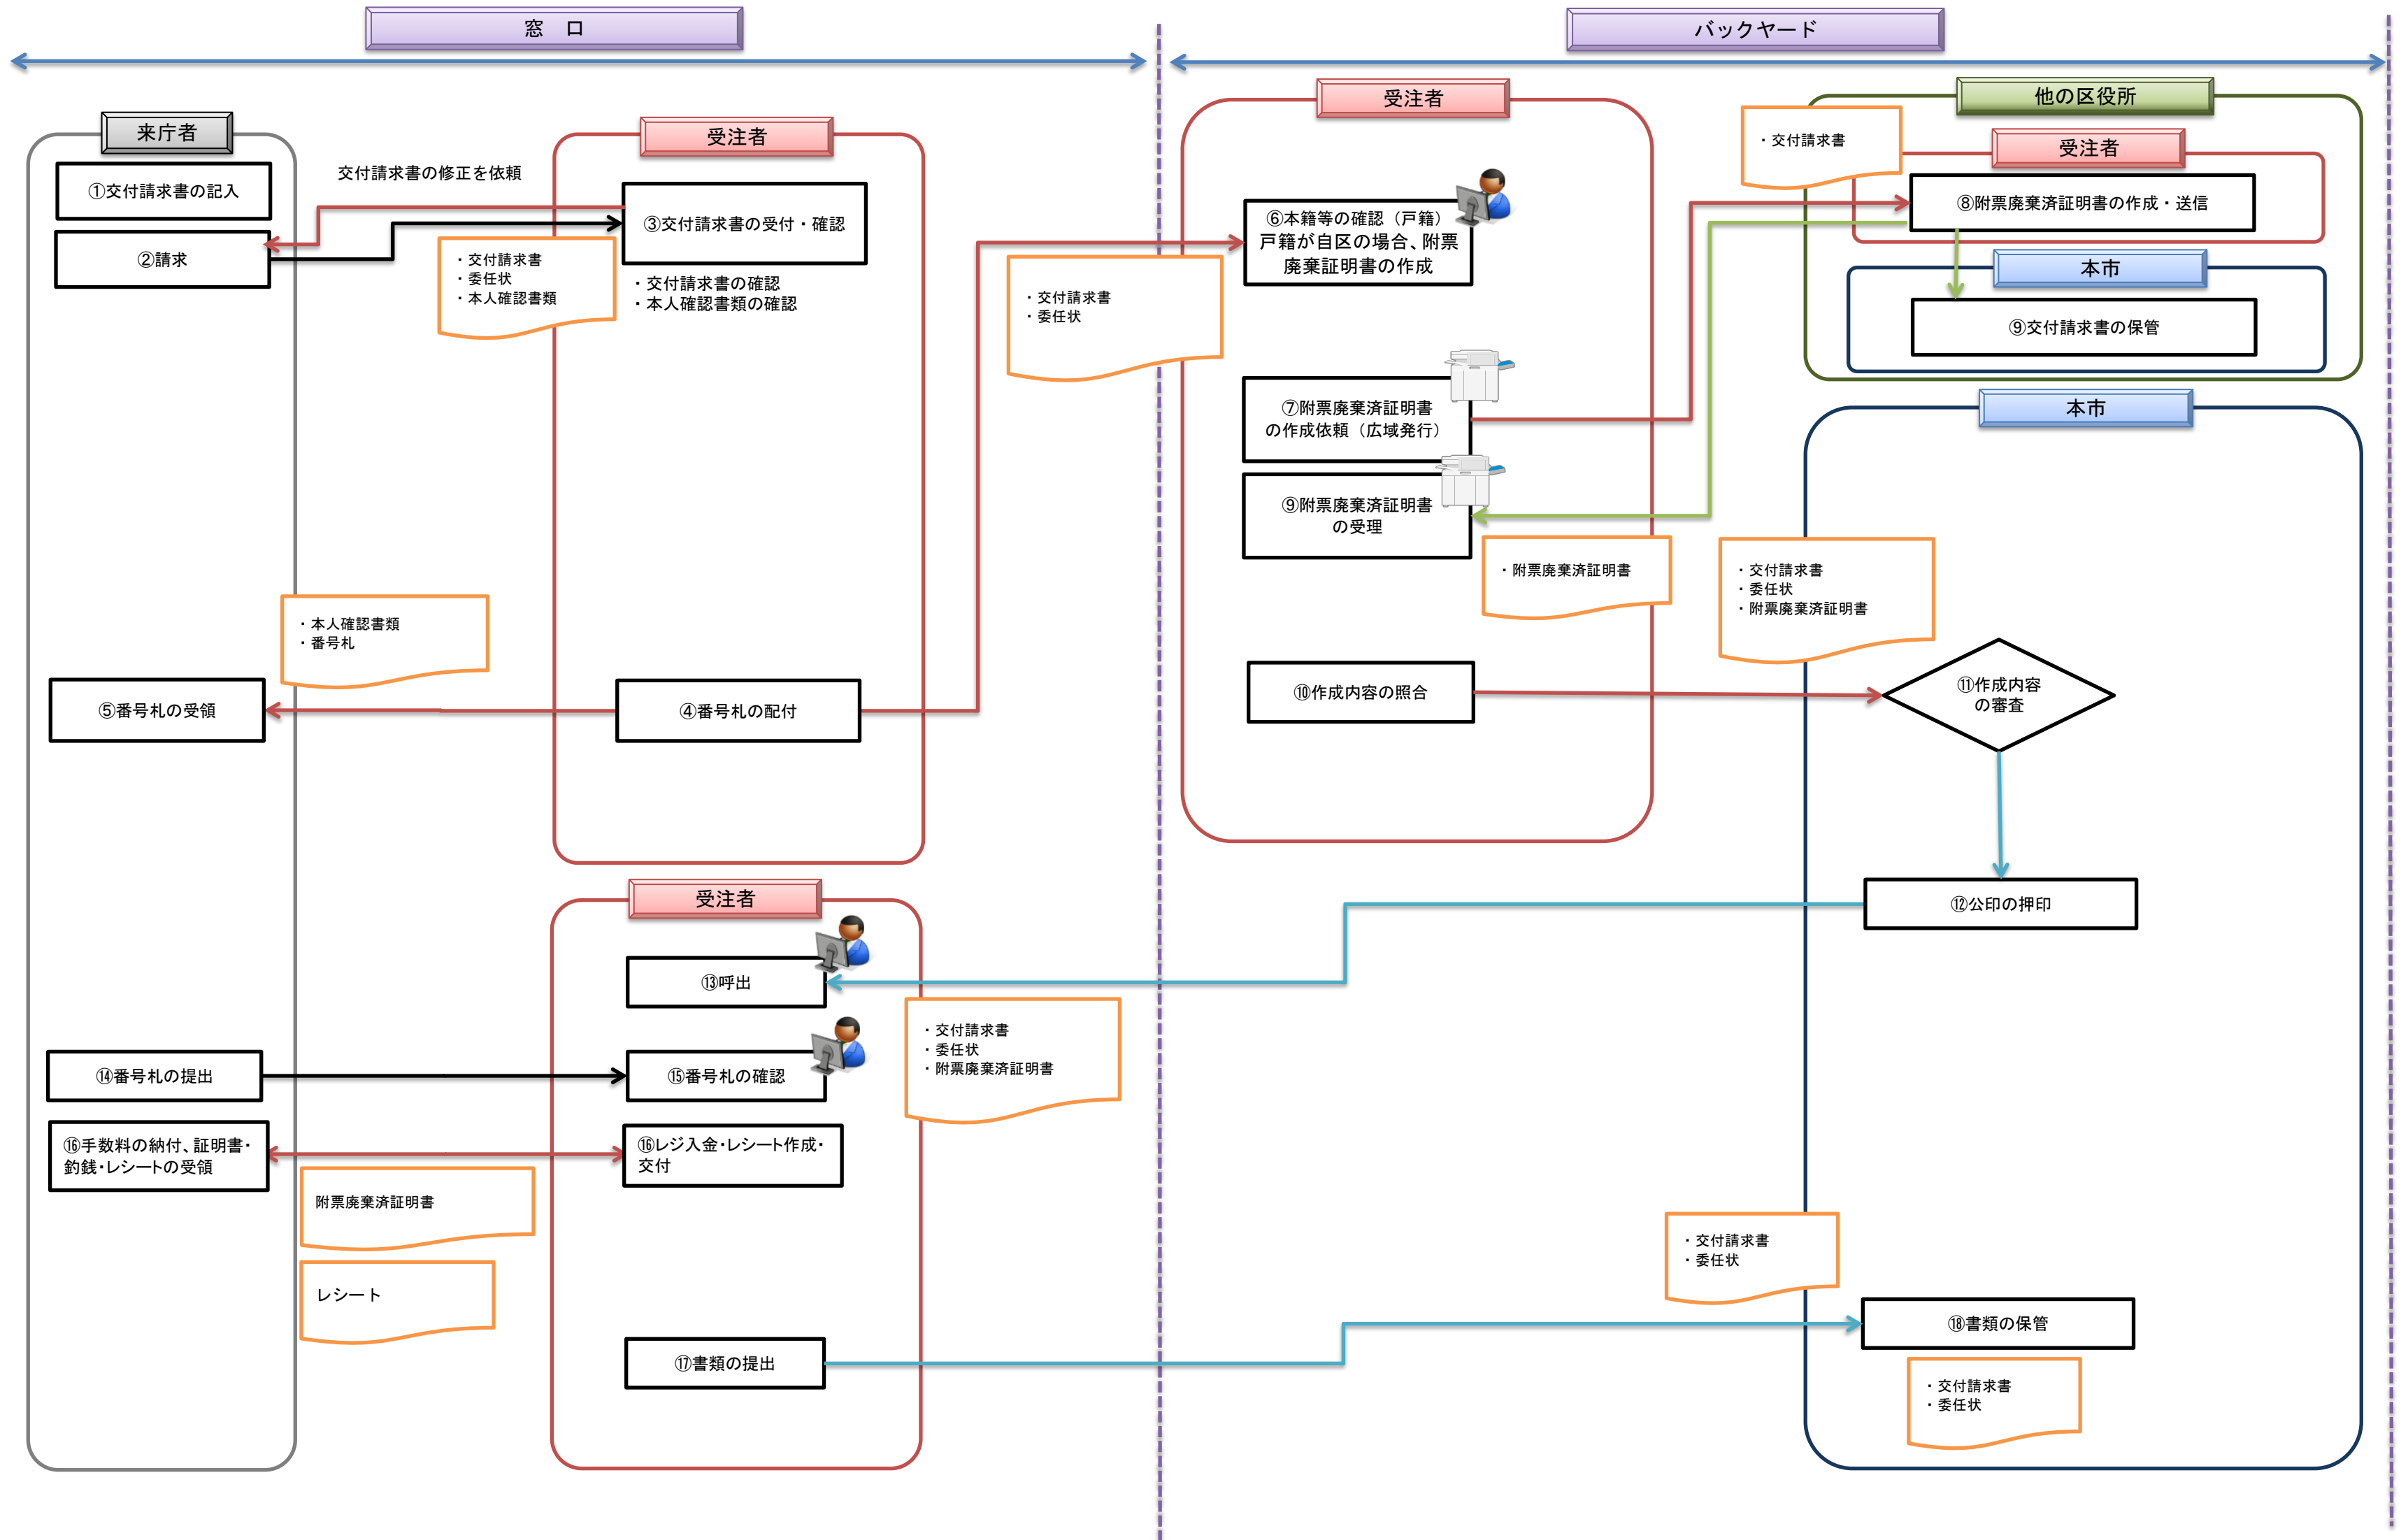 窓　口
バックヤード
来庁者
①交付請求書の記入
②請求
交付請求書の修正を依頼
受注者
③交付請求書の受付・確認
・交付請求書の確認
・本人確認書類の確認
・交付請求書
・委任状
・本人確認書類
・本人確認書類
・番号札
⑤番号札の受領
④番号札の配付
・交付請求書
・委任状
受注者
⑥本籍等の確認（戸籍）
戸籍が自区の場合、附票
廃棄証明書の作成
⑦附票廃棄済証明書
の作成依頼（広域発行）
⑨附票廃棄済証明書
の受理
・附票廃棄済証明書
⑩作成内容の照合
他の区役所
・交付請求書
受注者
⑧附票廃棄済証明書の作成・送信
本市
⑨交付請求書の保管
本市
・交付請求書
・委任状
・附票廃棄済証明書
⑪作成内容
の審査
⑫公印の押印
受注者
⑬呼出
・交付請求書
・委任状
・附票廃棄済証明書
⑭番号札の提出
⑮番号札の確認
⑯手数料の納付、証明書・
釣銭・レシートの受領
⑯レジ入金・レシート作成・
交付
附票廃棄済証明書
レシート
⑰書類の提出
・交付請求書
・委任状
⑱書類の保管
・交付請求書
・委任状